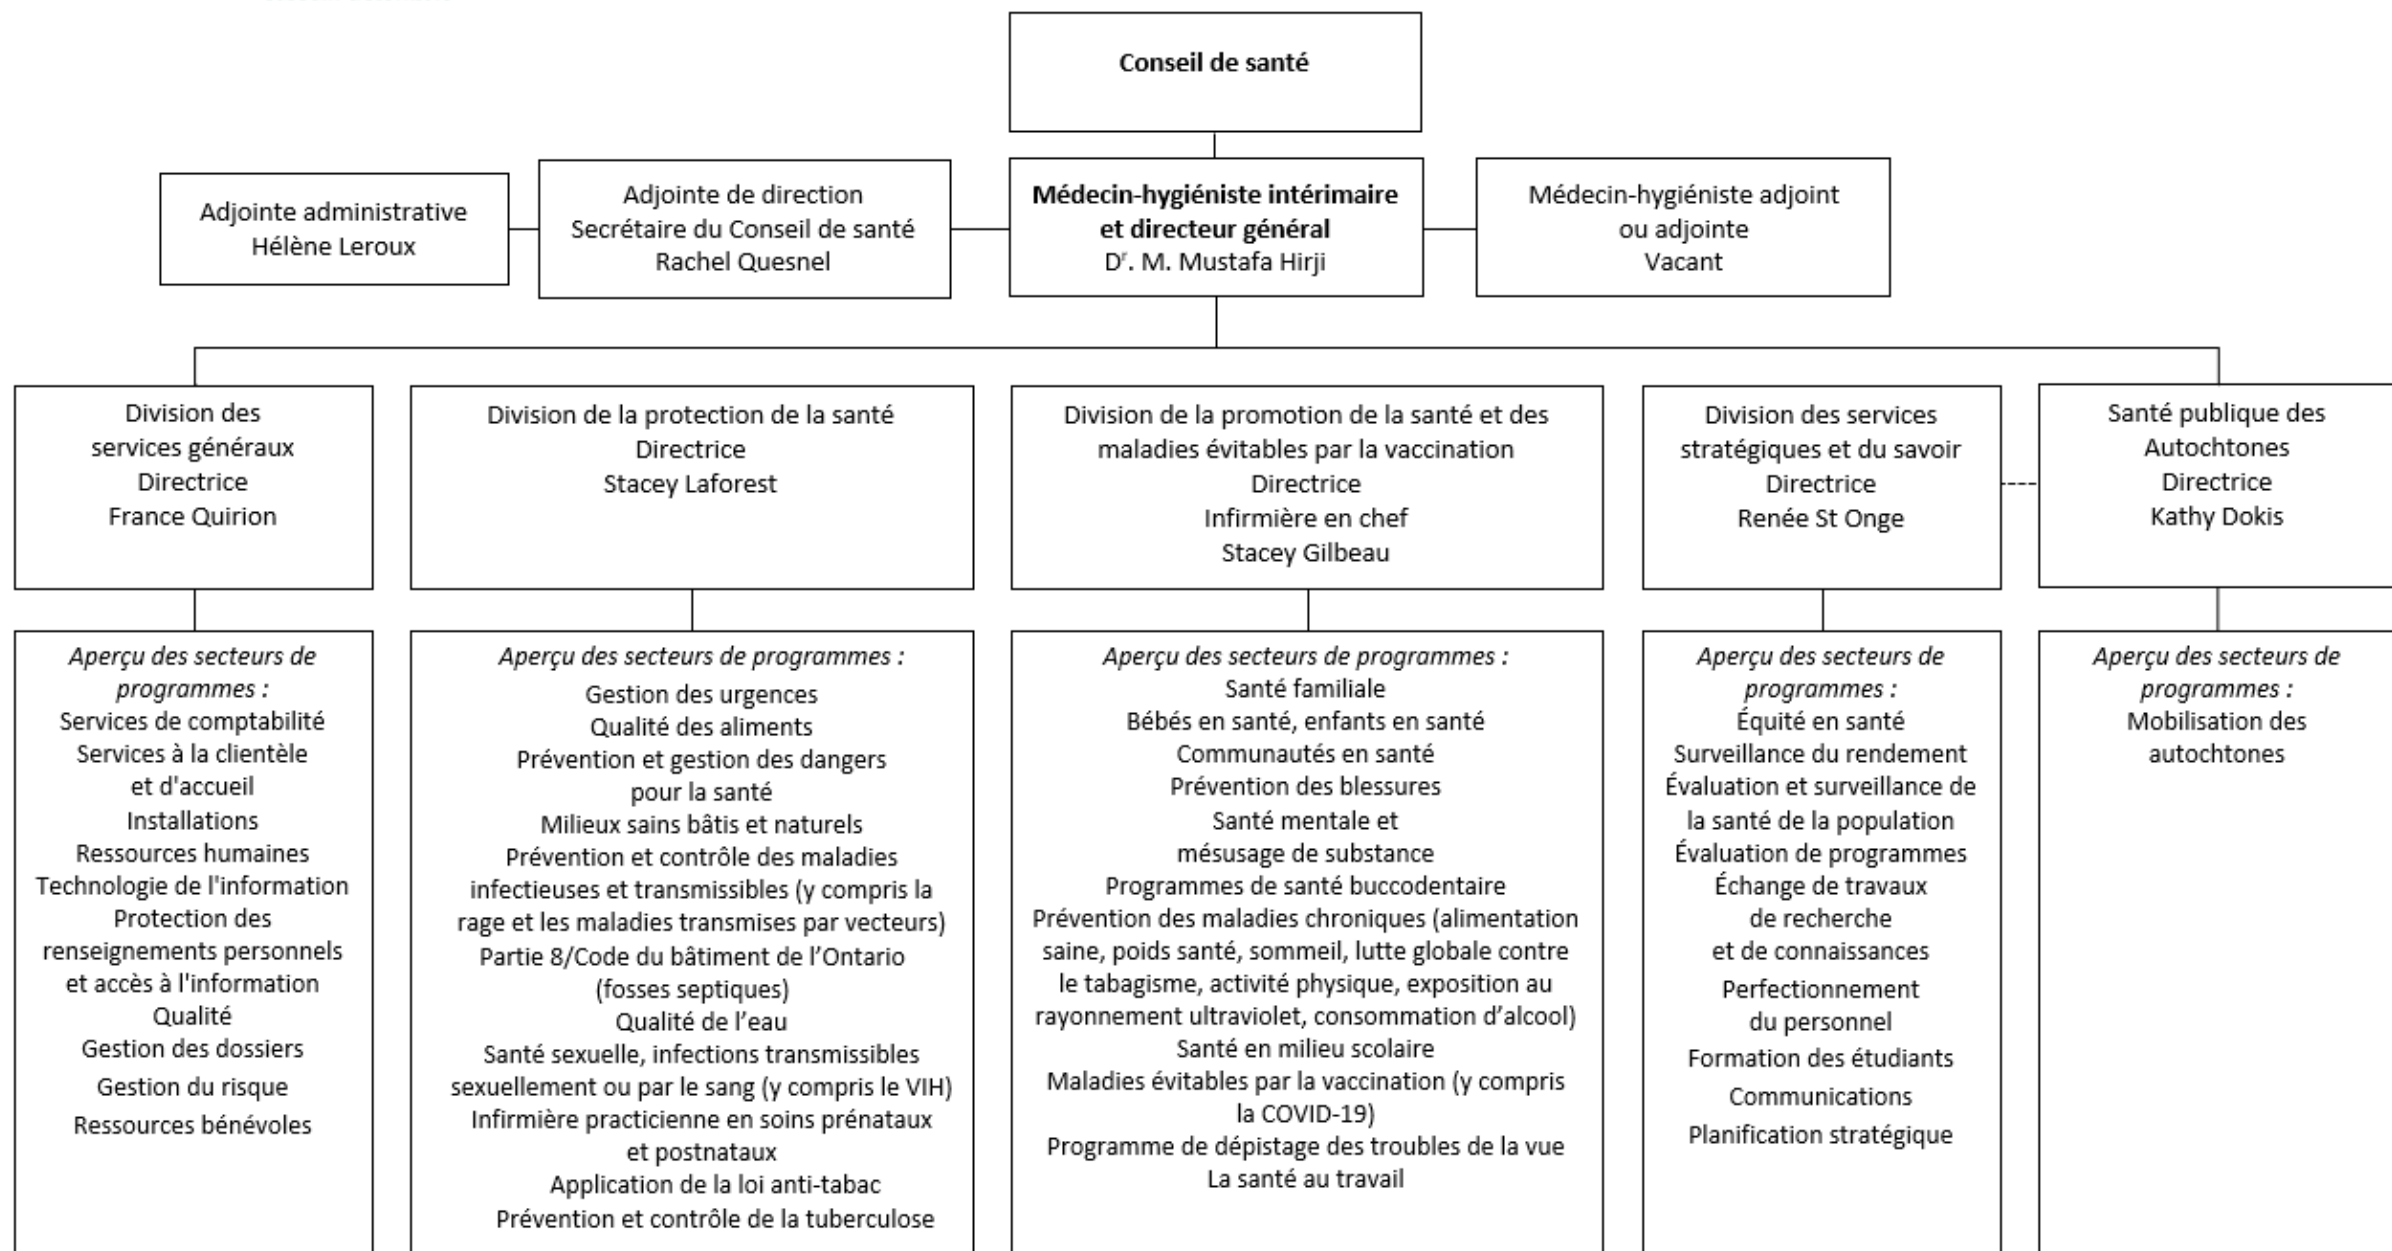 Conseil de santé
Adjointe administrative
Hélène Leroux
Adjointe de direction
Secrétaire du Conseil de santé
Rachel Quesnel
Médecin-hygiéniste intérimaire
et directeur général
Dʳ. M. Mustafa Hirji
Médecin-hygiéniste adjoint
ou adjointe
Vacant
Division des
services généraux
Directrice
France Quirion
Division de la protection de la santé
Directrice
Stacey Laforest
Division de la promotion de la santé et des
maladies évitables par la vaccination
Directrice
Infirmière en chef
Stacey Gilbeau
Division des services
stratégiques et du savoir
Directrice
Renée St Onge
Santé publique des
Autochtones
Directrice
Kathy Dokis
Aperçu des secteurs de
programmes :
Services de comptabilité
Services à la clientèle
et d'accueil
Installations
Ressources humaines
Technologie de l'information
Protection des
renseignements personnels
et accès à l'information
Qualité
Gestion des dossiers
Gestion du risque
Ressources bénévoles
Aperçu des secteurs de programmes :
Gestion des urgences
Qualité des aliments
Prévention et gestion des dangers
pour la santé
Milieux sains bâtis et naturels
Prévention et contrôle des maladies
infectieuses et transmissibles (y compris la
rage et les maladies transmises par vecteurs)
Partie 8/Code du bâtiment de l’Ontario
(fosses septiques)
Qualité de l’eau
Santé sexuelle, infections transmissibles
sexuellement ou par le sang (y compris le VIH)
Infirmière practicienne en soins prénataux
et postnataux
Application de la loi anti-tabac
Prévention et contrôle de la tuberculose
Aperçu des secteurs de programmes :
Santé familiale
Bébés en santé, enfants en santé
Communautés en santé
Prévention des blessures
Santé mentale et
mésusage de substance
Programmes de santé buccodentaire
Prévention des maladies chroniques (alimentation
saine, poids santé, sommeil, lutte globale contre
le tabagisme, activité physique, exposition au
rayonnement ultraviolet, consommation d’alcool)
Santé en milieu scolaire
Maladies évitables par la vaccination (y compris
la COVID-19)
Programme de dépistage des troubles de la vue
La santé au travail
Aperçu des secteurs de
programmes :
Équité en santé
Surveillance du rendement
Évaluation et surveillance de
la santé de la population
Évaluation de programmes
Échange de travaux
de recherche
et de connaissances
Perfectionnement
du personnel
Formation des étudiants
Communications
Planification stratégique
Aperçu des secteurs de
programmes :
Mobilisation des
autochtones